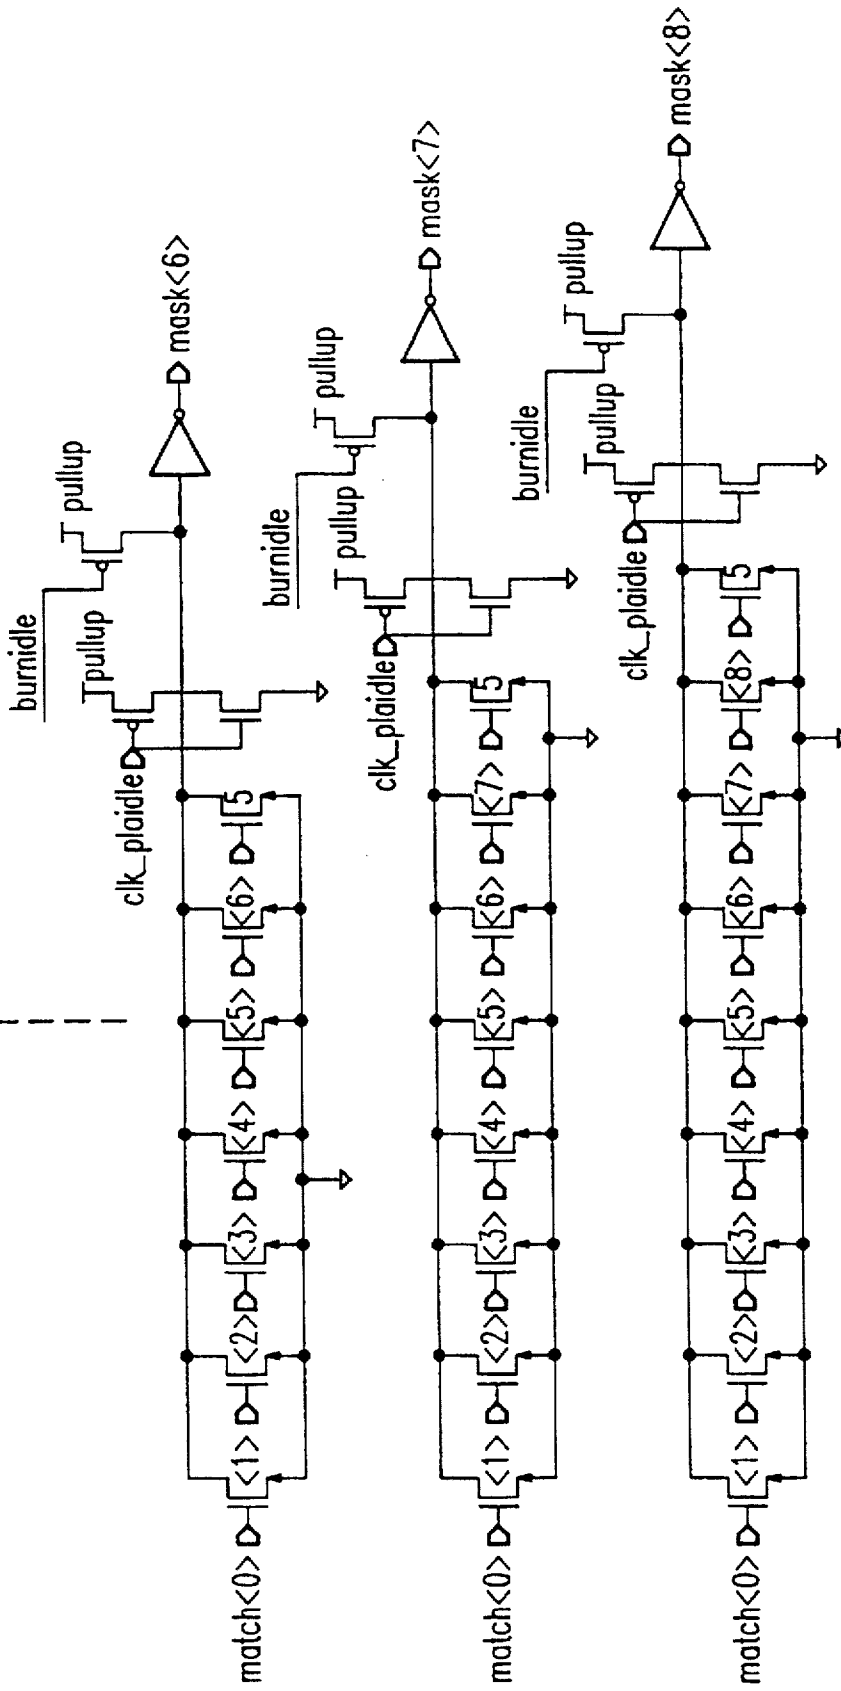 match<0> <1> <2> <3> <4> <5> <6> 5
clk_plaidle
pullup
burnidle
pullup
mask<6>
match<0> <1> <2> <3> <4> <5> <6> <7> 5
clk_plaidle
pullup
burnidle
pullup
mask<7>
match<0> <1> <2> <3> <4> <5> <6> <7> <8> 5
clk_plaidle
pullup
burnidle
pullup
mask<8>